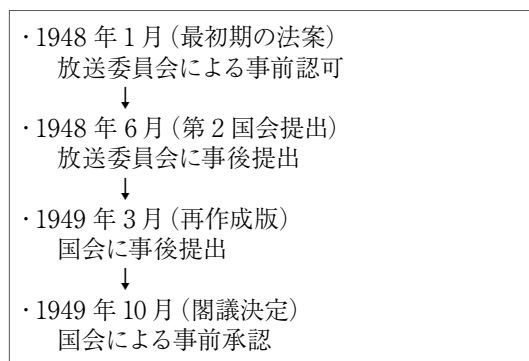 ・1948 年 1 月（最初期の法案）
放送委員会による事前認可
↓
・1948 年 6 月（第 2 国会提出）
放送委員会に事後提出
↓
・1949 年 3 月（再作成版）
国会に事後提出
↓
・1949 年 10 月（閣議決定）
国会による事前承認